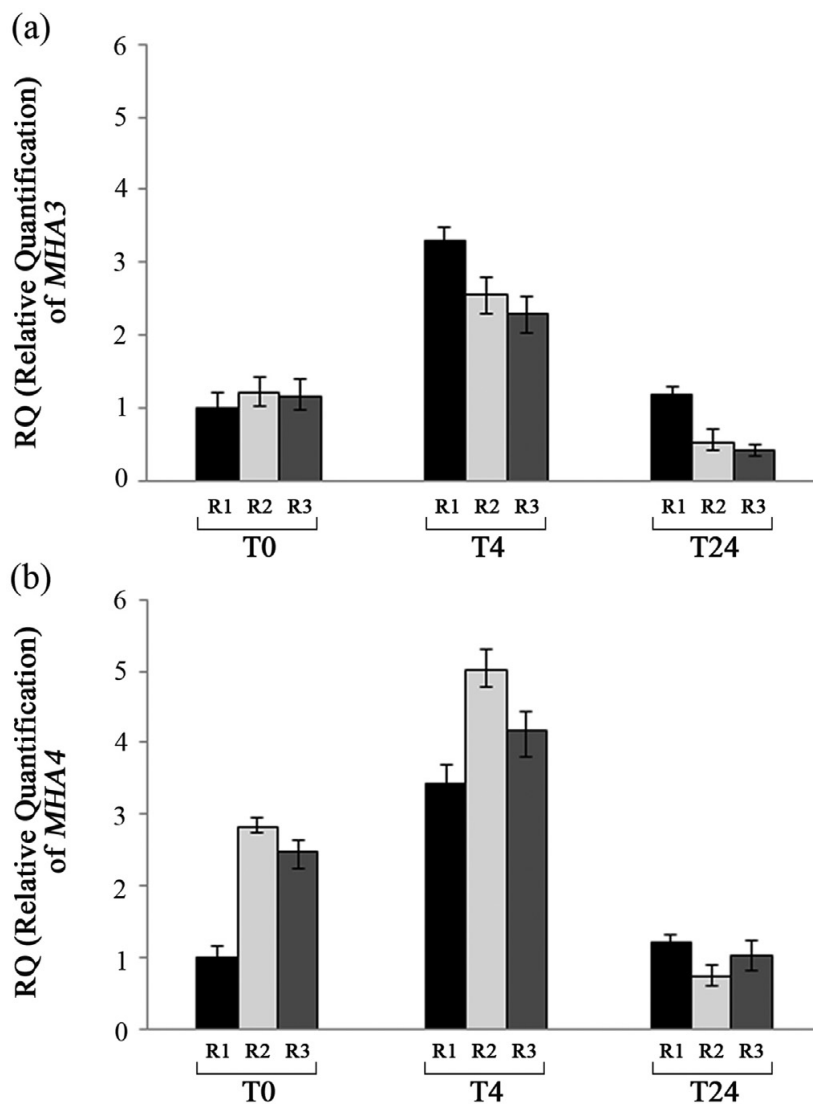 (a)
RQ (Relative Quantification)
of MHA3
6
5
4
3
2
1
0
R1 R2 R3 R1 R2 R3 R1 R2 R3
T0 T4 T24
(b)
RQ (Relative Quantification)
of MHA4
6
5
4
3
2
1
0
R1 R2 R3 R1 R2 R3 R1 R2 R3
T0 T4 T24